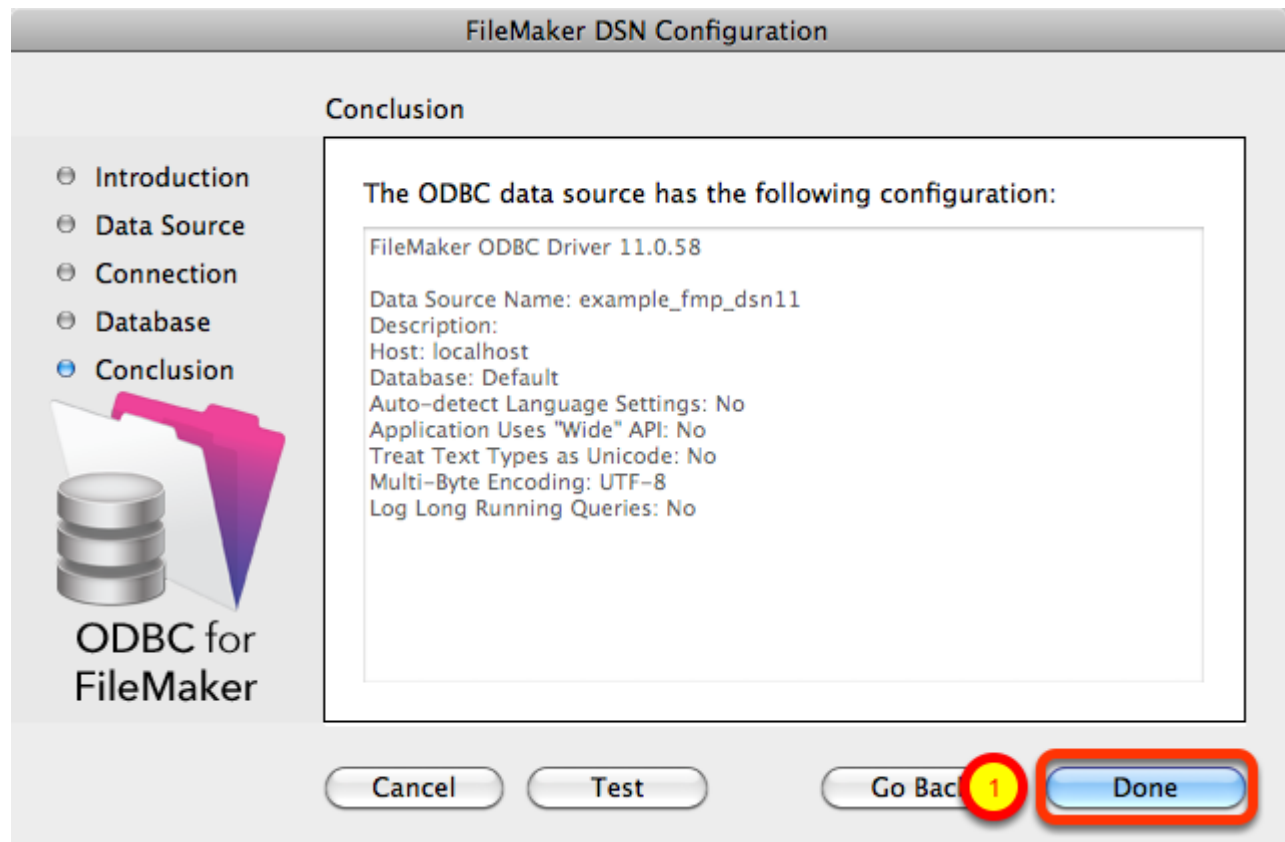 FileMaker DSN Configuration
Conclusion
Introduction
Data Source
Connection
Database
Conclusion
ODBC for
FileMaker
The ODBC data source has the following configuration:
FileMaker ODBC Driver 11.0.58
Data Source Name: example_fmp_dsn11
Description:
Host: localhost
Database: Default
Auto-detect Language Settings: No
Application Uses "Wide" API: No
Treat Text Types as Unicode: No
Multi-Byte Encoding: UTF-8
Log Long Running Queries: No
Cancel Test Go Bac 1 Done